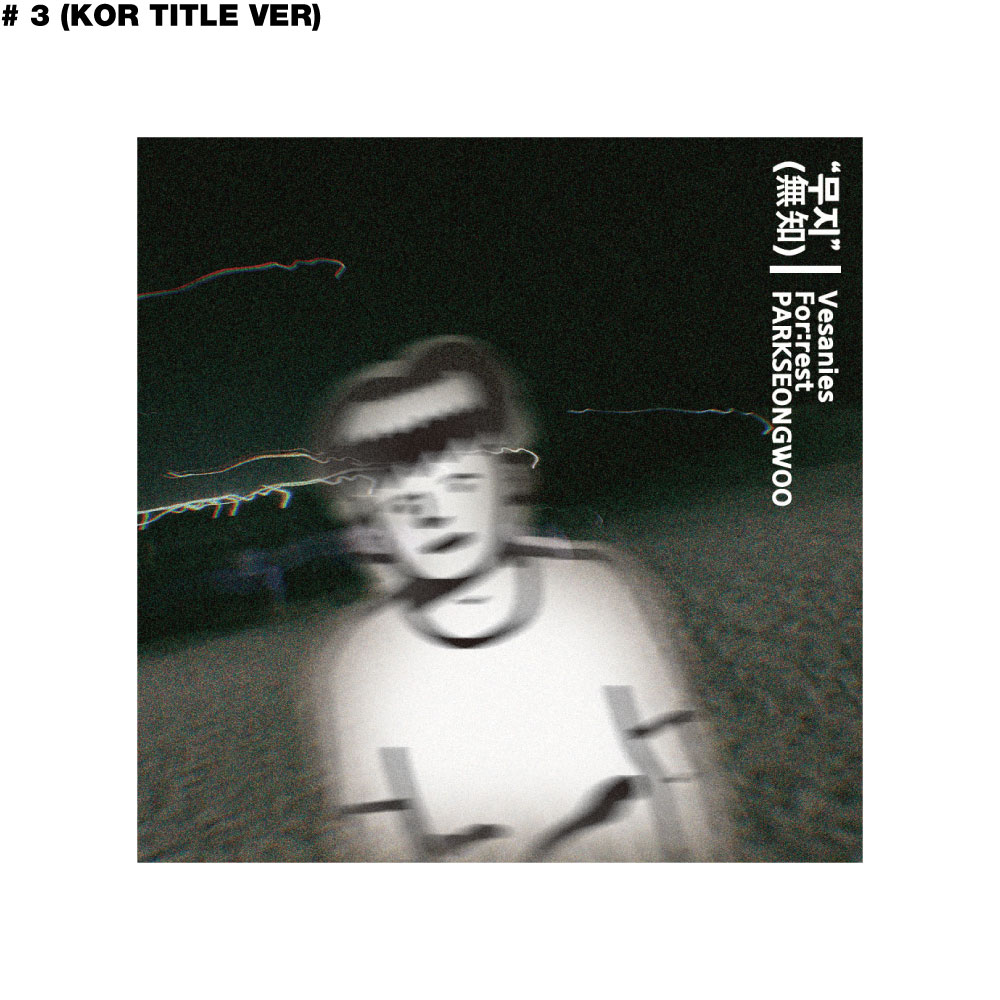 # 3 (KOR TITLE VER)
“무지”
(無知)
Vesanies
For:rest
PARKSEONGWOO